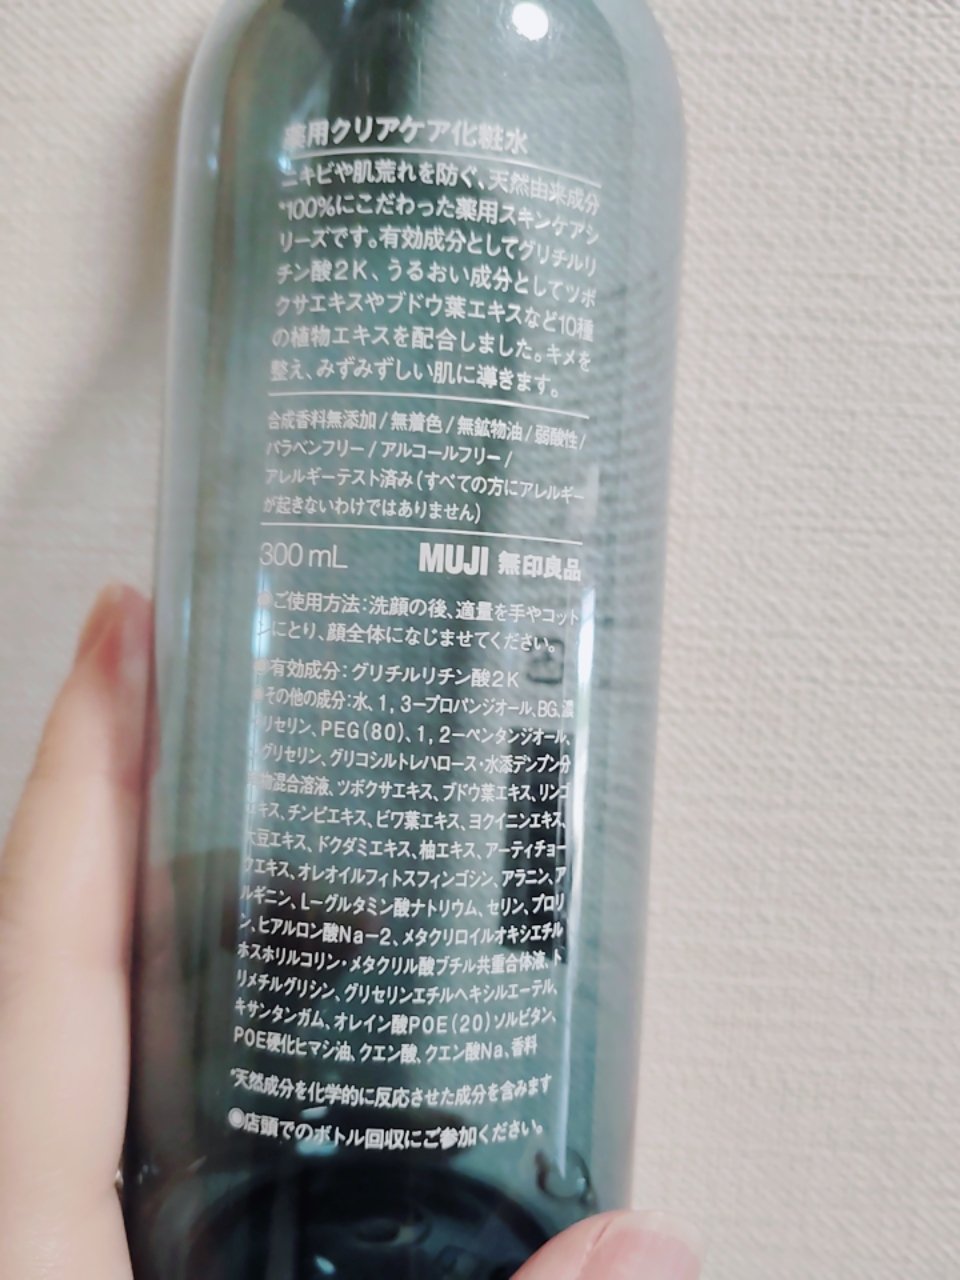 薬用クリアケア化粧水
ニキビや肌荒れを防ぐ、天然由来成分
*100%にこだわった薬用スキンケアシ
リーズです。有効成分としてグリチルリ
チン酸2K、うるおい成分としてツボ
クサエキスやブドウ葉エキスなど10種
の植物エキスを配合しました。キメを
整え、みずみずしい肌に導きます。
合成香料無添加/無着色/無鉱物油/弱酸性/
パラベンフリー/アルコールフリー/
アレルギーテスト済み(すべての方にアレルギー
が起きないわけではありません)
300mL MUJI 無印良品
●ご使用方法:洗顔の後、適量を手やコット
ンにとり、顔全体になじませてください。
●有効成分:グリチルリチン酸2K
●その他の成分:水、1,3-プロパンジオール、BG、濃
グリセリン、PEG(80)、1,2-ペンタンジオール、
グリセリン、グリコシルトレハロース・水添デンプン分
解物混合溶液、ツボクサエキス、ブドウ葉エキス、リンゴ
エキス、チンピエキス、ビワ葉エキス、ヨクイニンエキス、
大豆エキス、ドクダミエキス、柚エキス、アーティチョー
クエキス、オレオイルフィトスフィンゴシン、アラニン、ア
ルギニン、L-グルタミン酸ナトリウム、セリン、プロリ
ン、ヒアルロン酸Na-2、メタクリロイルオキシエチル
ホスホリルコリン・メタクリル酸ブチル共重合体液、ト
リメチルグリシン、グリセリンエチルヘキシルエーテル、
キサンタンガム、オレイン酸POE(20)ソルビタン、
POE硬化ヒマシ油、クエン酸、クエン酸Na、香料
*天然成分を化学的に反応させた成分を含みます
●店頭でのボトル回収にご参加ください。